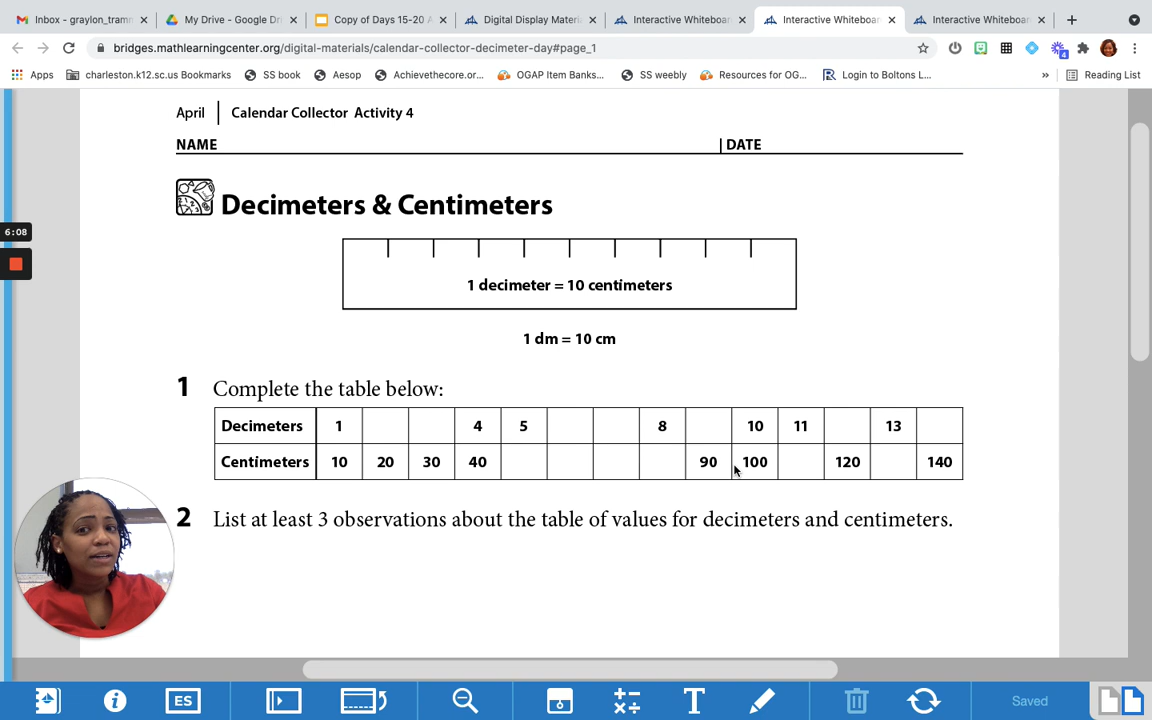 Inbox - graylon_tramn
My Drive - Google Dri
Copy of Days 15-20 A
Digital Display Materi
Interactive Whiteboar
Interactive Whiteboar
Interactive Whiteboar
bridges.mathlearningcenter.org/digital-materials/calendar-collector-decimeter-day#page_1
4
Apps
charleston.k12.sc.us Bookmarks
SS book
Aesop
Achievethecore.or...
OGAP Item Banks...
SS weekly
Resources for OG...
Login to Boltons L...
»
Reading List
April | Calendar Collector Activity 4
NAME | DATE
6:08
Decimeters & Centimeters
1 decimeter = 10 centimeters
1 dm = 10 cm
1 Complete the table below:
Decimeters 1 4 5 8 10 11 13
Centimeters 10 20 30 40 90 100 120 140
2 List at least 3 observations about the table of values for decimeters and centimeters.
ES
T
Saved